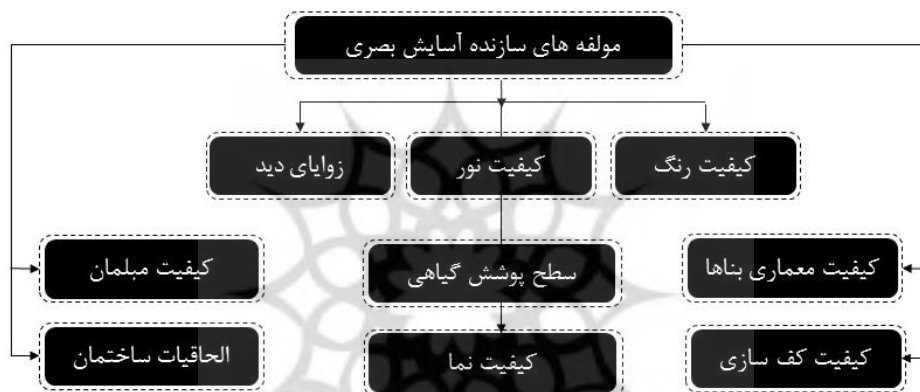 مولفه های سازنده آسایش بصری
کیفیت رنگ
کیفیت نور
زوایای دید
کیفیت معماری بناها
سطح پوشش گیاهی
کیفیت مبلمان
کیفیت کف سازی
کیفیت نما
الحاقیات ساختمان